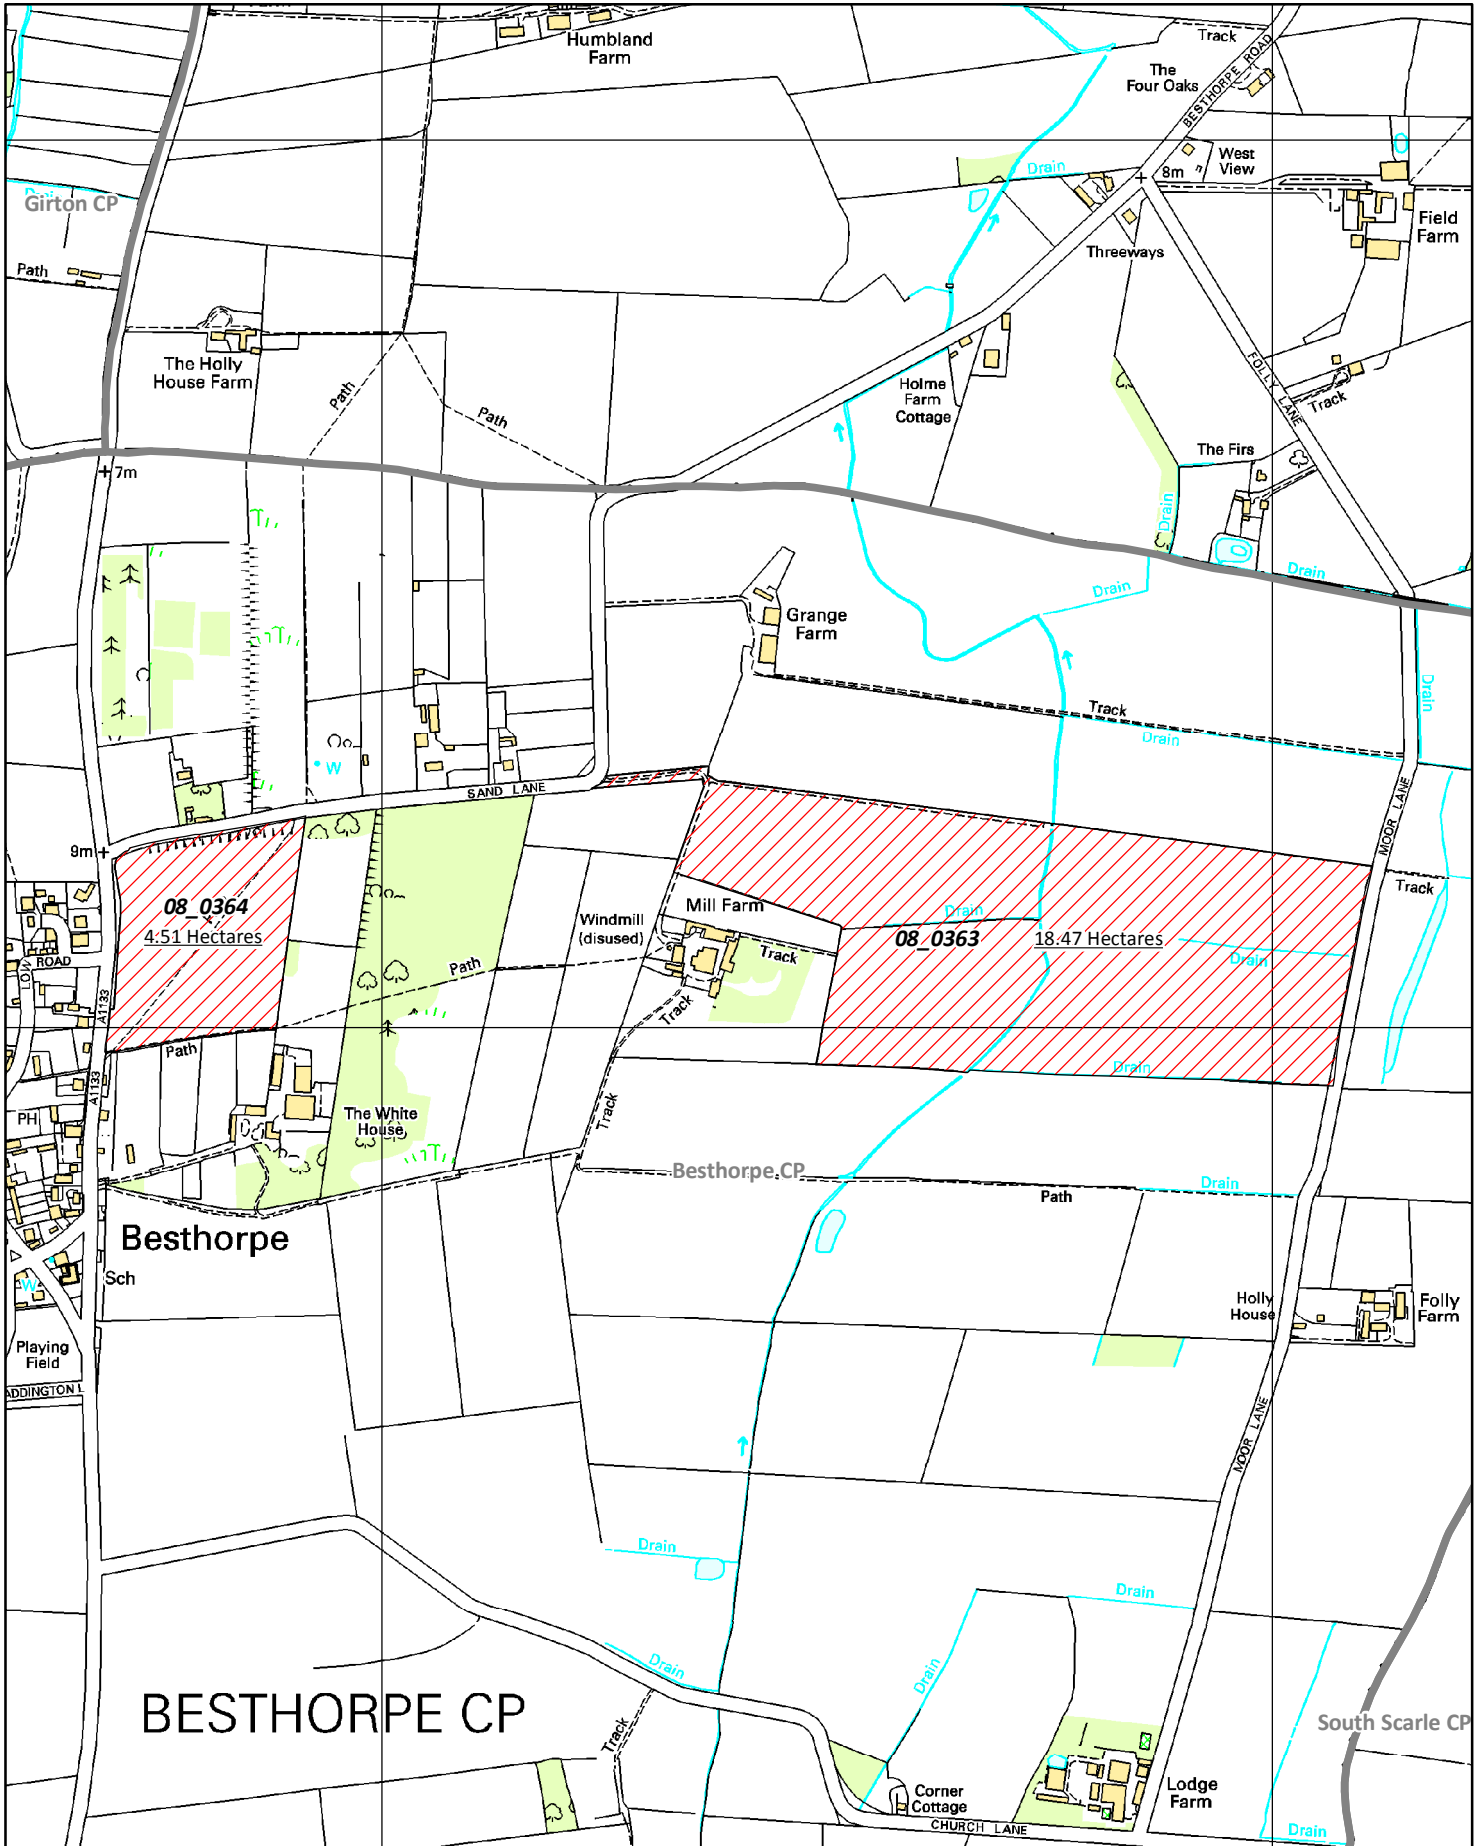 Humbland
Farm
Track
The
Four Oaks
BESTHORPE ROAD
West
View
8m
Drain
Field
Farm
Threeways
Drain
Girton CP
Path
The Holly
House Farm
Path
Path
Holme
Farm
Cottage
FOLLY LANE
Track
The Firs
Drain
7m
Drain
Drain
Grange
Farm
Drain
Track
Drain
W
SAND LANE
MOOR LANE
9m
Track
08_0364
4.51 Hectares
Mill Farm
Windmill
(disused)
Drain
08_0363
18.47 Hectares
Drain
Track
LOW
ROAD
Path
A1133
Track
Path
Drain
A1133
PH
The White
House
Track
Besthorpe CP
Drain
Path
Besthorpe
Sch
W
Holly
House
Folly
Farm
Playing
Field
ADDINGTON L
MOOR LANE
Drain
Drain
Drain
Drain
BESTHORPE CP
South Scarle CP
Track
Corner
Cottage
Lodge
Farm
CHURCH LANE
Drain